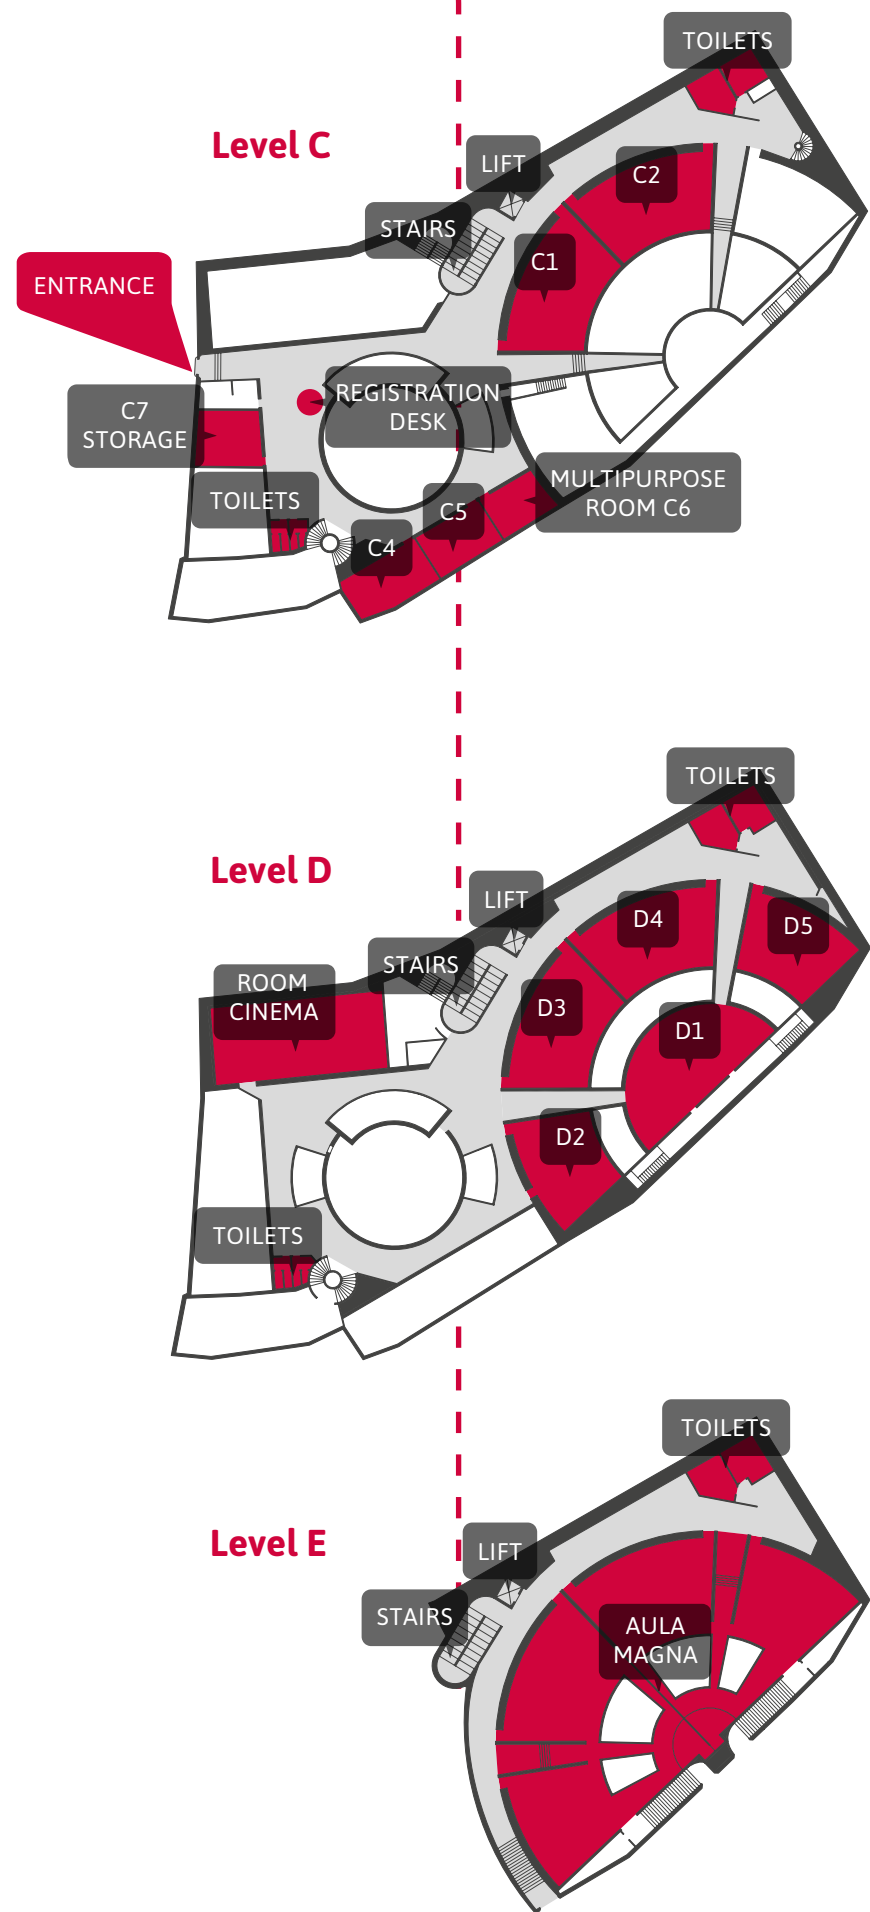 TOILETS
Level C
LIFT
C2
STAIRS
C1
ENTRANCE
REGISTRATION
DESK
C7
STORAGE
MULTIPURPOSE
ROOM C6
TOILETS
C5
C4
TOILETS
Level D
LIFT
D4
D5
STAIRS
ROOM
CINEMA
D3
D1
D2
TOILETS
TOILETS
Level E
LIFT
STAIRS
AULA
MAGNA